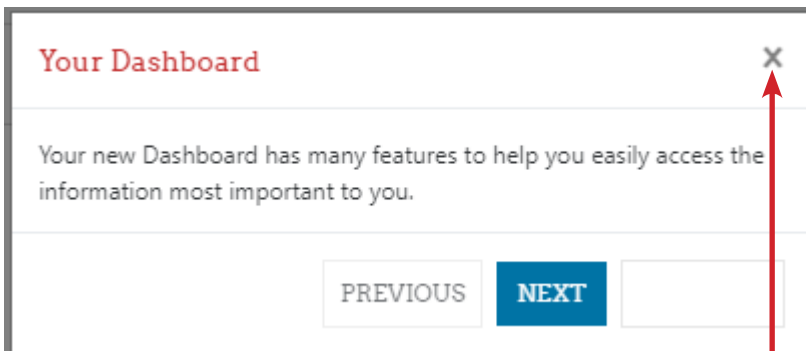 Your Dashboard ×
Your new Dashboard has many features to help you easily access the
information most important to you.
PREVIOUS NEXT